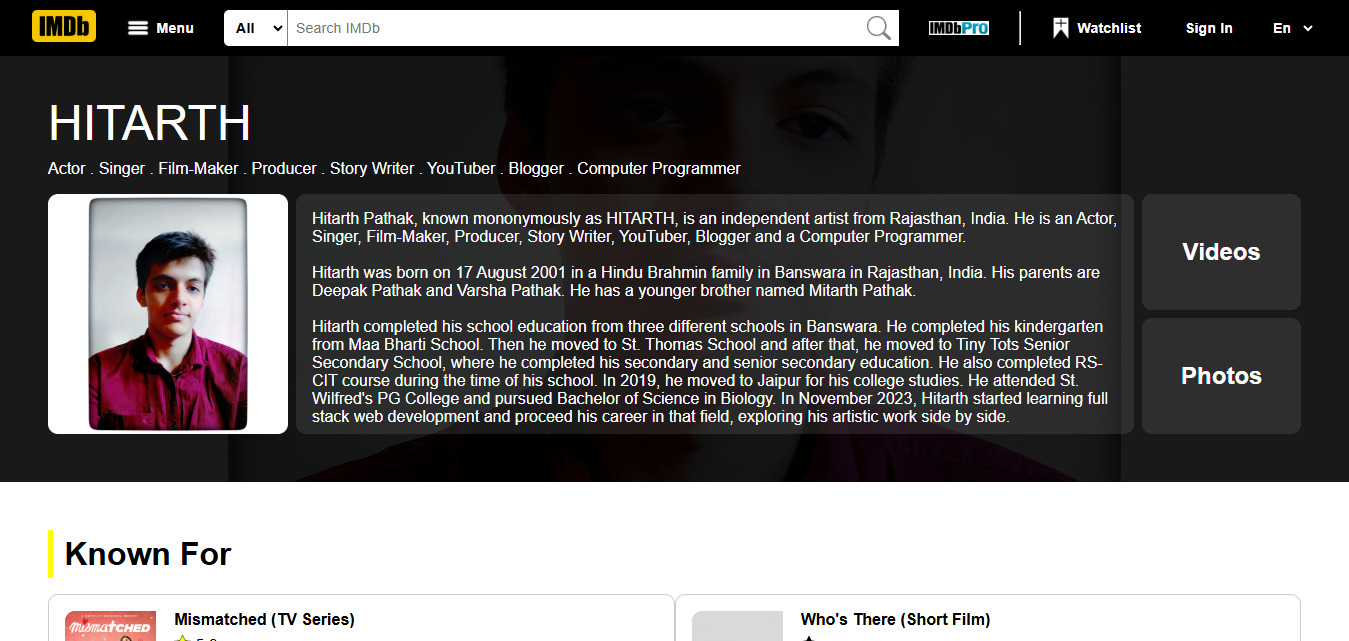 IMDb
Menu
All
Search IMDb
IMDbPro
Watchlist
Sign In
En
HITARTH
Actor . Singer . Film-Maker . Producer . Story Writer . YouTuber . Blogger . Computer Programmer
Hitarth Pathak, known mononymously as HITARTH, is an independent artist from Rajasthan, India. He is an Actor,
Singer, Film-Maker, Producer, Story Writer, YouTuber, Blogger and a Computer Programmer.
Hitarth was born on 17 August 2001 in a Hindu Brahmin family in Banswara in Rajasthan, India. His parents are
Deepak Pathak and Varsha Pathak. He has a younger brother named Mitarth Pathak.
Hitarth completed his school education from three different schools in Banswara. He completed his kindergarten
from Maa Bharti School. Then he moved to St. Thomas School and after that, he moved to Tiny Tots Senior
Secondary School, where he completed his secondary and senior secondary education. He also completed RS-
CIT course during the time of his school. In 2019, he moved to Jaipur for his college studies. He attended St.
Wilfred's PG College and pursued Bachelor of Science in Biology. In November 2023, Hitarth started learning full
stack web development and proceed his career in that field, exploring his artistic work side by side.
Videos
Photos
Known For
Mismatched (TV Series)
Who's There (Short Film)
MISMATCHED